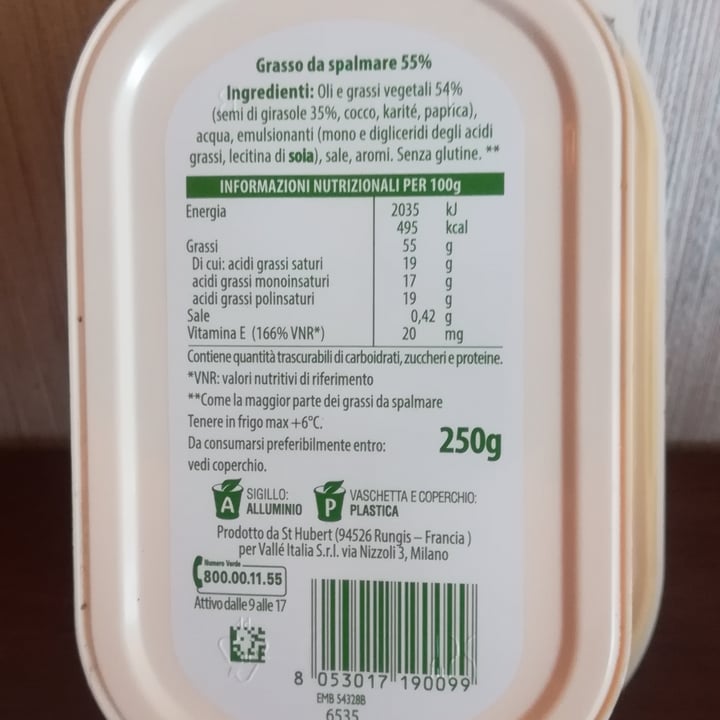 Grasso da spalmare 55%
Ingredienti: Oli e grassi vegetali 54%
(semi di girasole 35%, cocco, karité, paprica),
acqua, emulsionanti (mono e digliceridi degli acidi
grassi, lecitina di soia), sale, aromi. Senza glutine. **
INFORMAZIONI NUTRIZIONALI PER 100g
Energia 2035 kJ
495 kcal
Grassi 55 g
Di cui: acidi grassi saturi 19 g
acidi grassi monoinsaturi 17 g
acidi grassi polinsaturi 19 g
Sale 0,42 g
Vitamina E (166% VNR*) 20 mg
Contiene quantità trascurabili di carboidrati, zuccheri e proteine.
*VNR: valori nutritivi di riferimento
**Come la maggior parte dei grassi da spalmare
Tenere in frigo max +6°C.
Da consumarsi preferibilmente entro:
vedi coperchio.
250g
A SIGILLO:
ALLUMINIO
P VASCHETTA E COPERCHIO:
PLASTICA
Prodotto da St Hubert (94526 Rungis – Francia )
per Vallé Italia S.r.l. via Nizzoli 3, Milano
Numero Verde
800.00.11.55
Attivo dalle 9 alle 17
8 053017 190099
EMB 54328B
6535